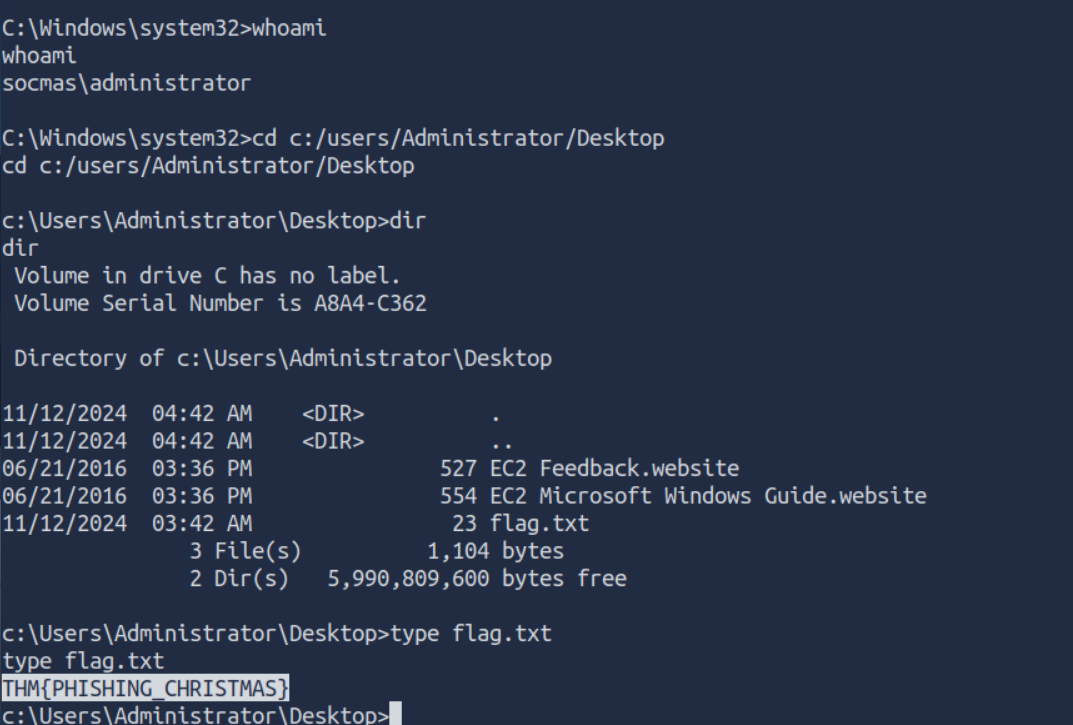 C:\Windows\system32>whoami
whoami
socmas\administrator
C:\Windows\system32>cd c:/users/Administrator/Desktop
cd c:/users/Administrator/Desktop
c:\Users\Administrator\Desktop>dir
dir
 Volume in drive C has no label.
 Volume Serial Number is A8A4-C362
 Directory of c:\Users\Administrator\Desktop
11/12/2024  04:42 AM    <DIR>          .
11/12/2024  04:42 AM    <DIR>          ..
06/21/2016  03:36 PM               527 EC2 Feedback.website
06/21/2016  03:36 PM               554 EC2 Microsoft Windows Guide.website
11/12/2024  03:42 AM                23 flag.txt
               3 File(s)          1,104 bytes
               2 Dir(s)   5,990,809,600 bytes free
c:\Users\Administrator\Desktop>type flag.txt
type flag.txt
THM{PHISHING_CHRISTMAS}
c:\Users\Administrator\Desktop>